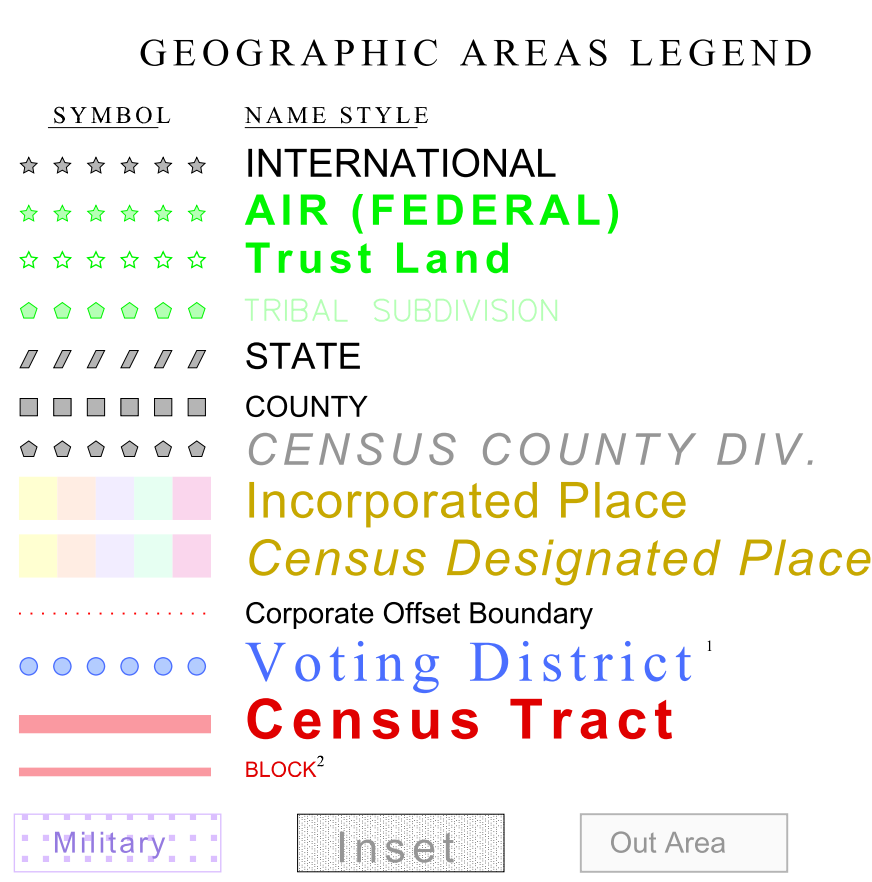 GEOGRAPHIC AREAS LEGEND
SYMBOL NAME STYLE
INTERNATIONAL
AIR (FEDERAL)
Trust Land
TRIBAL SUBDIVISION
STATE
COUNTY
CENSUS COUNTY DIV.
Incorporated Place
Census Designated Place
Corporate Offset Boundary
Voting District 1
Census Tract
BLOCK2
Military Inset Out Area